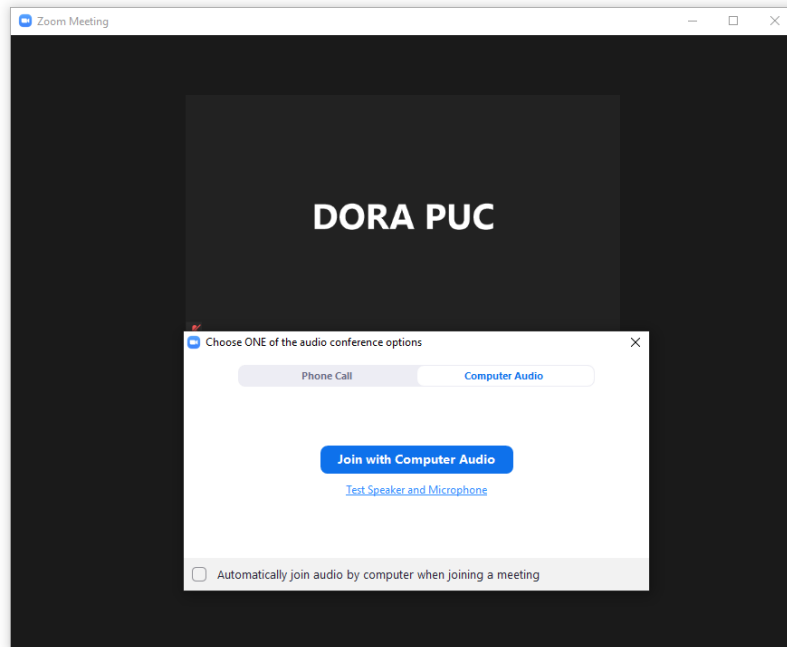 Zoom Meeting
DORA PUC
Choose ONE of the audio conference options
Phone Call
Computer Audio
Join with Computer Audio
Test Speaker and Microphone
Automatically join audio by computer when joining a meeting